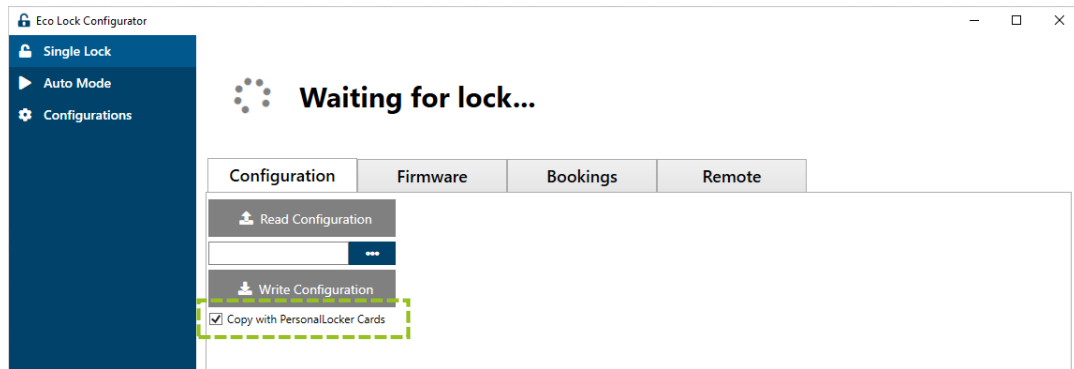 Eco Lock Configurator
Single Lock
Auto Mode
Configurations
Waiting for lock...
Configuration Firmware Bookings Remote
Read Configuration
Write Configuration
Copy with PersonalLocker Cards